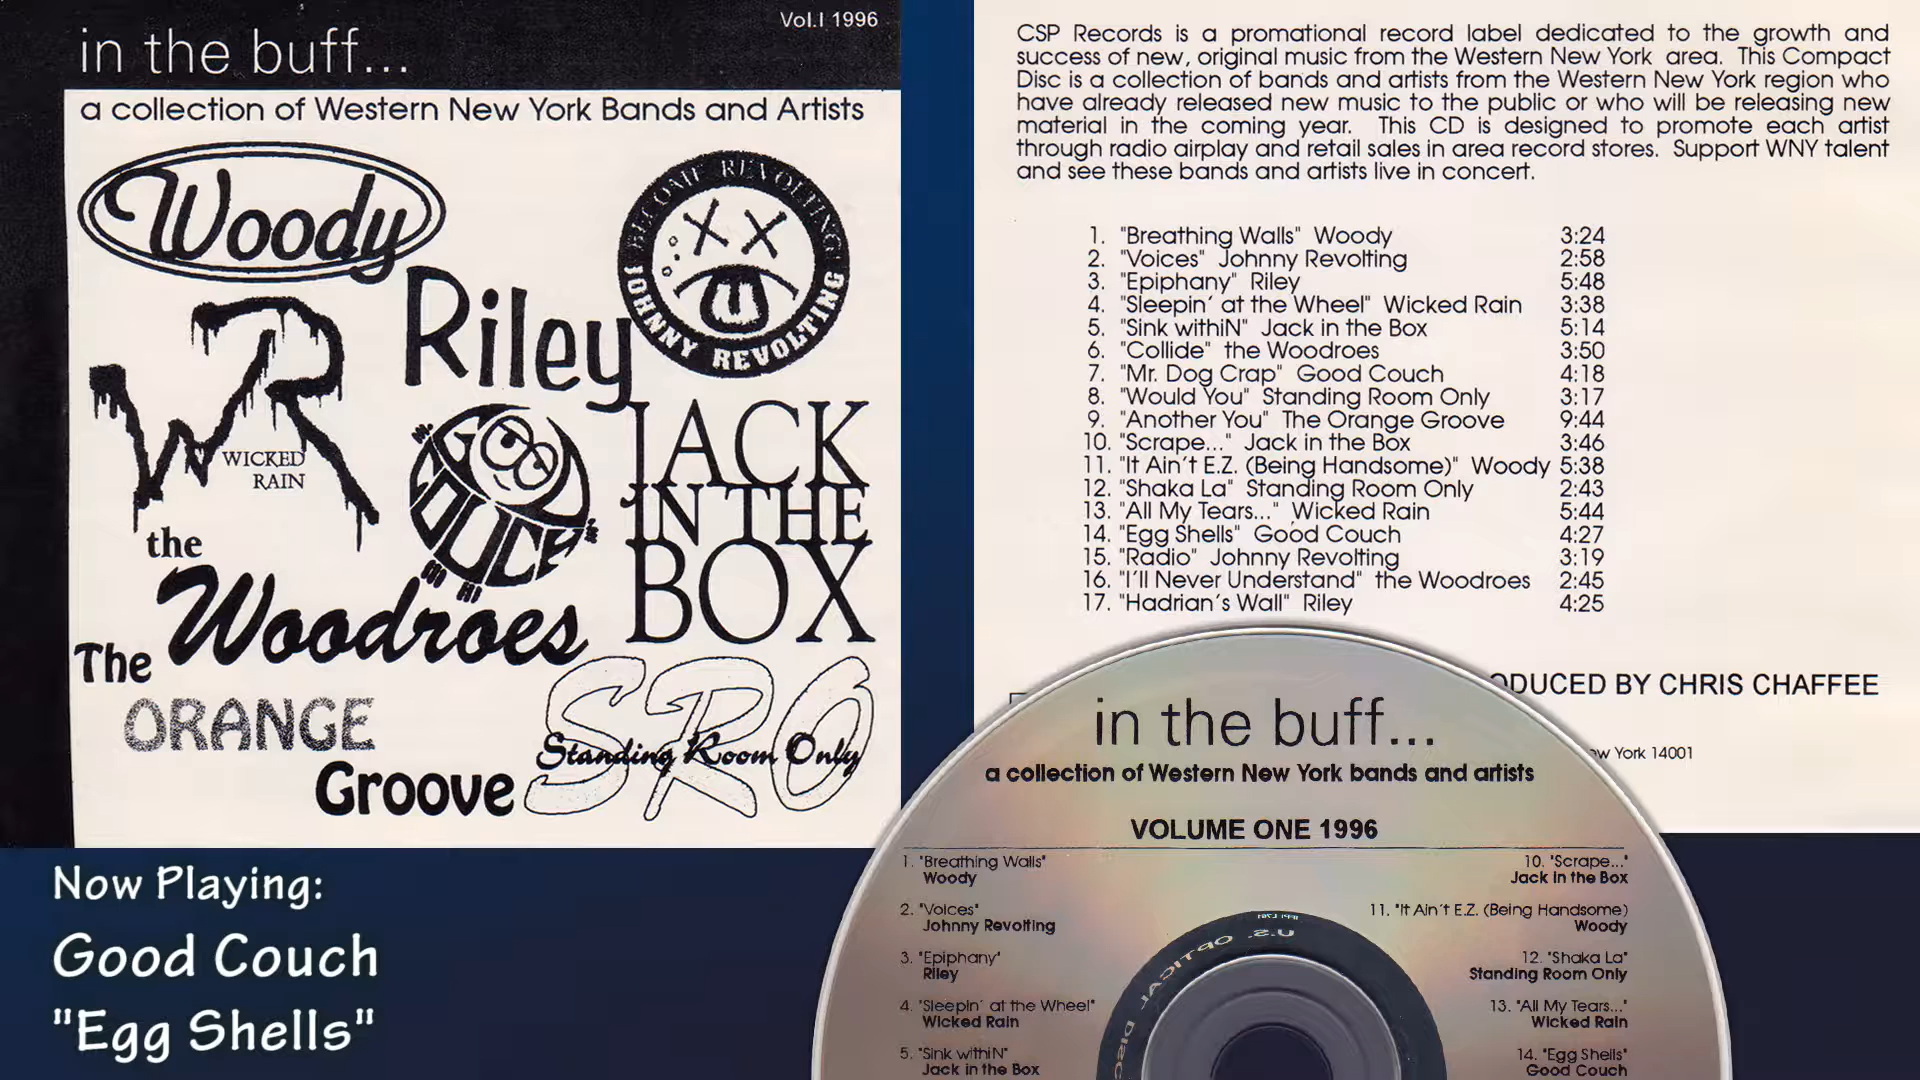 Vol.I 1996
in the buff...
a collection of Western New York Bands and Artists
Woody
BECOME REVOLTING
JOHNNY REVOLTING
Riley
WR
WICKED
RAIN
GOOD
COUCH
JACK
IN THE
BOX
the
Woodroes
The
ORANGE
Groove
SRO
Standing Room Only
CSP Records is a promational record label dedicated to the growth and
success of new, original music from the Western New York area. This Compact
Disc is a collection of bands and artists from the Western New York region who
have already released new music to the public or who will be releasing new
material in the coming year. This CD is designed to promote each artist
through radio airplay and retail sales in area record stores. Support WNY talent
and see these bands and artists live in concert.
1. "Breathing Walls" Woody 3:24
2. "Voices" Johnny Revolting 2:58
3. "Epiphany" Riley 5:48
4. "Sleepin' at the Wheel" Wicked Rain 3:38
5. "Sink withiN" Jack in the Box 5:14
6. "Collide" the Woodroes 3:50
7. "Mr. Dog Crap" Good Couch 4:18
8. "Would You" Standing Room Only 3:17
9. "Another You" The Orange Groove 9:44
10. "Scrape..." Jack in the Box 3:46
11. "It Ain't E.Z. (Being Handsome)" Woody 5:38
12. "Shaka La" Standing Room Only 2:43
13. "All My Tears..." Wicked Rain 5:44
14. "Egg Shells" Good Couch 4:27
15. "Radio" Johnny Revolting 3:19
16. "I'll Never Understand" the Woodroes 2:45
17. "Hadrian's Wall" Riley 4:25
ODUCED BY CHRIS CHAFFEE
ew York 14001
in the buff...
a collection of Western New York bands and artists
VOLUME ONE 1996
1. "Breathing Walls"
Woody
2. "Voices"
Johnny Revolting
3. "Epiphany"
Riley
4. "Sleepin' at the Wheel"
Wicked Rain
5. "Sink withiN"
Jack in the Box
10. "Scrape..."
Jack in the Box
11. "It Ain't E.Z. (Being Handsome)
Woody
12. "Shaka La"
Standing Room Only
13. "All My Tears..."
Wicked Rain
14. "Egg Shells"
Good Couch
U.S. OPTICAL DISC
Now Playing:
Good Couch
"Egg Shells"